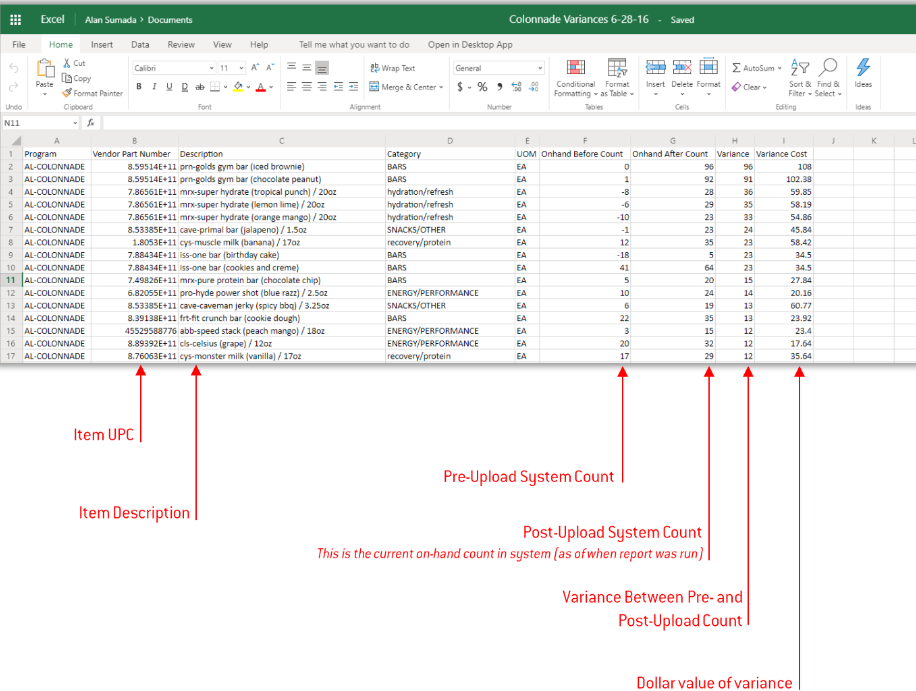 Excel Alan Sumada > Documents Colonnade Variances 6-28-16 - Saved
File Home Insert Data Review View Help Tell me what you want to do Open in Desktop App
Cut
Copy
Format Painter
Paste
Calibri 11
B I U D ab
Wrap Text
Merge & Center
General
$ % 9
Conditional Formatting
Format as Table
Insert Delete Format
AutoSum
Clear
Sort & Filter
Find & Select
Ideas
Undo Clipboard Font Alignment Number Tables Cells Editing Ideas
N11 fx
A B C D E F G H I J K L
1 Program Vendor Part Number Description Category UOM Onhand Before Count Onhand After Count Variance Variance Cost
2 AL-COLONNADE 8.59514E+11 prn-golds gym bar (iced brownie) BARS EA 0 96 96 108
3 AL-COLONNADE 8.59514E+11 prn-golds gym bar (chocolate peanut) BARS EA 1 92 91 102.38
4 AL-COLONNADE 7.86561E+11 mrx-super hydrate (tropical punch) / 20oz hydration/refresh EA -8 28 36 59.85
5 AL-COLONNADE 7.86561E+11 mrx-super hydrate (lemon lime) / 20oz hydration/refresh EA -6 29 35 58.19
6 AL-COLONNADE 7.86561E+11 mrx-super hydrate (orange mango) / 20oz hydration/refresh EA -10 23 33 54.86
7 AL-COLONNADE 8.53385E+11 cave-primal bar (jalapeno) / 1.5oz SNACKS/OTHER EA -1 23 24 45.84
8 AL-COLONNADE 1.8053E+11 cys-muscle milk (banana) / 17oz recovery/protein EA 12 35 23 58.42
9 AL-COLONNADE 7.88434E+11 iss-one bar (birthday cake) BARS EA -18 5 23 34.5
10 AL-COLONNADE 7.88434E+11 iss-one bar (cookies and creme) BARS EA 41 64 23 34.5
11 AL-COLONNADE 7.49826E+11 mrx-pure protein bar (chocolate chip) BARS EA 5 20 15 27.84
12 AL-COLONNADE 6.82055E+11 pro-hyde power shot (blue razz) / 2.5oz ENERGY/PERFORMANCE EA 10 24 14 20.16
13 AL-COLONNADE 8.53385E+11 cave-caveman jerky (spicy bbq) / 3.25oz SNACKS/OTHER EA 6 19 13 60.77
14 AL-COLONNADE 8.39138E+11 frt-fit crunch bar (cookie dough) BARS EA 22 35 13 23.92
15 AL-COLONNADE 45529588776 abb-speed stack (peach mango) / 18oz ENERGY/PERFORMANCE EA 3 15 12 23.4
16 AL-COLONNADE 8.89392E+11 cls-celsius (grape) / 12oz ENERGY/PERFORMANCE EA 20 32 12 17.64
17 AL-COLONNADE 8.76063E+11 cys-monster milk (vanilla) / 17oz recovery/protein EA 17 29 12 35.64
Item UPC
Pre-Upload System Count
Item Description
Post-Upload System Count
This is the current on-hand count in system (as of when report was run)
Variance Between Pre- and
Post-Upload Count
Dollar value of variance